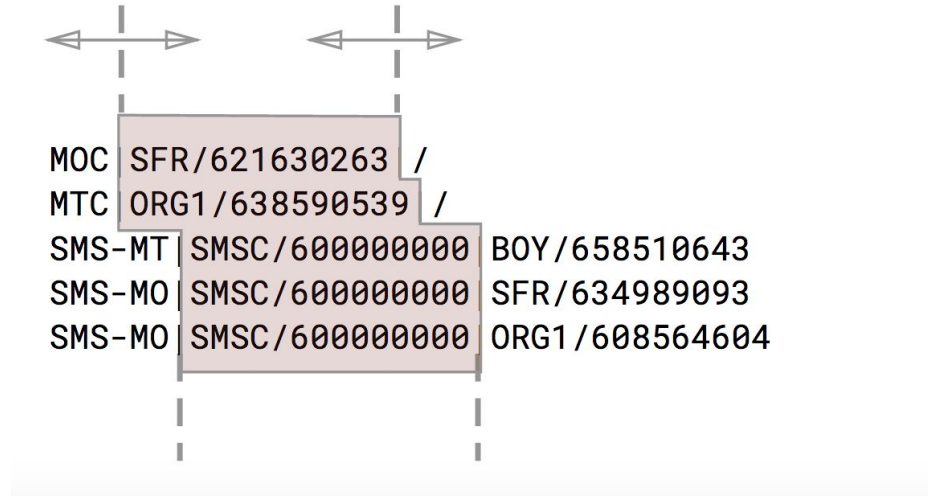 MOC SFR/621630263 /
MTC ORG1/638590539 /
SMS-MT SMSC/600000000 BOY/658510643
SMS-MO SMSC/600000000 SFR/634989093
SMS-MO SMSC/600000000 ORG1/608564604